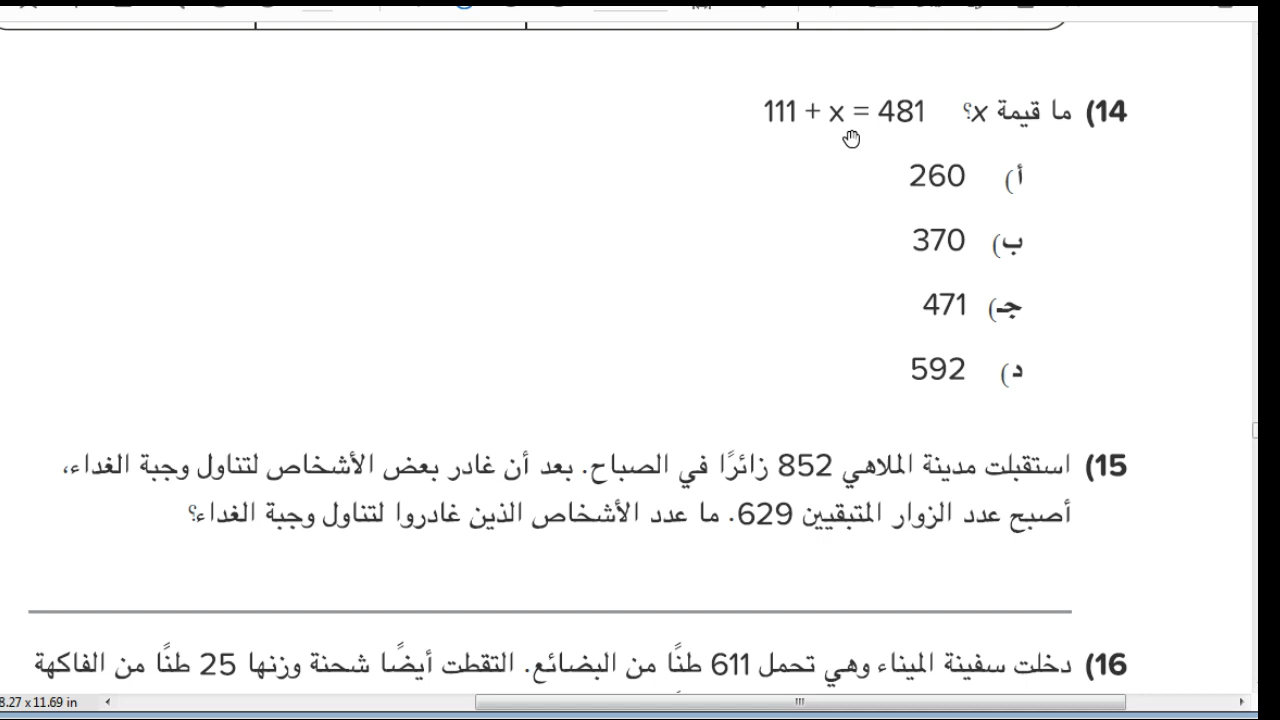 14) ما قيمة x؟ 111 + x = 481
أ) 260
ب) 370
جـ) 471
د) 592
15) استقبلت مدينة الملاهي 852 زائرًا في الصباح. بعد أن غادر بعض الأشخاص لتناول وجبة الغداء،
أصبح عدد الزوار المتبقيين 629. ما عدد الأشخاص الذين غادروا لتناول وجبة الغداء؟
16) دخلت سفينة الميناء وهي تحمل 611 طنًا من البضائع. التقطت أيضًا شحنة وزنها 25 طنًا من الفاكهة
8.27 x 11.69 in